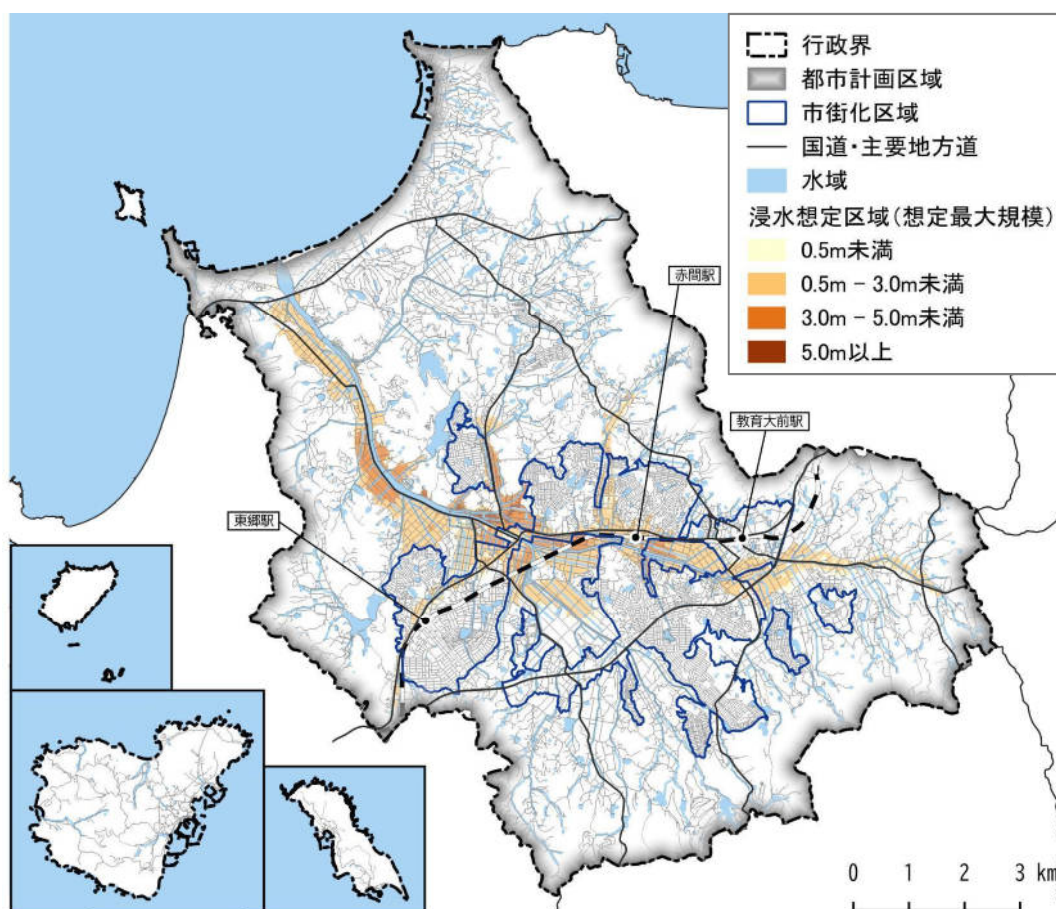 行政界
都市計画区域
市街化区域
国道・主要地方道
水域
浸水想定区域(想定最大規模)
0.5m未満
0.5m – 3.0m未満
3.0m – 5.0m未満
5.0m以上
赤間駅
教育大前駅
東郷駅
0 1 2 3 km